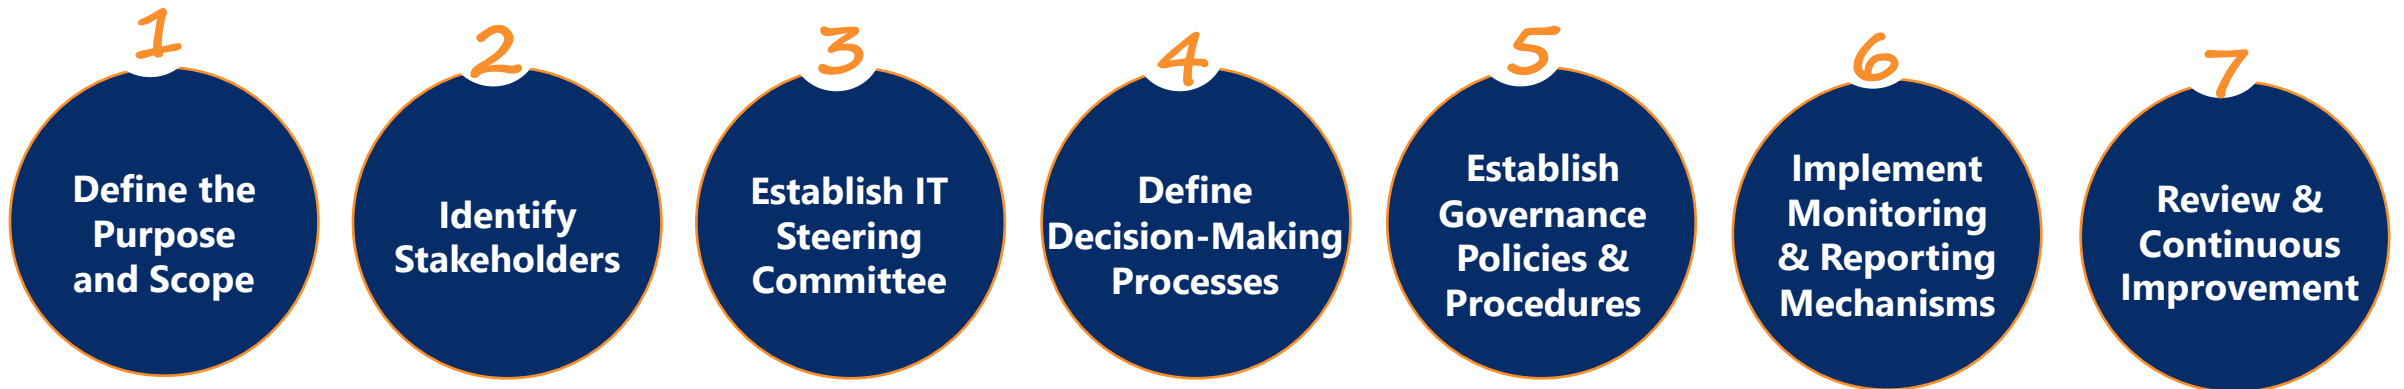 1
Define the
Purpose
and Scope
2
Identify
Stakeholders
3
Establish IT
Steering
Committee
4
Define
Decision-Making
Processes
5
Establish
Governance
Policies &
Procedures
6
Implement
Monitoring
& Reporting
Mechanisms
7
Review &
Continuous
Improvement